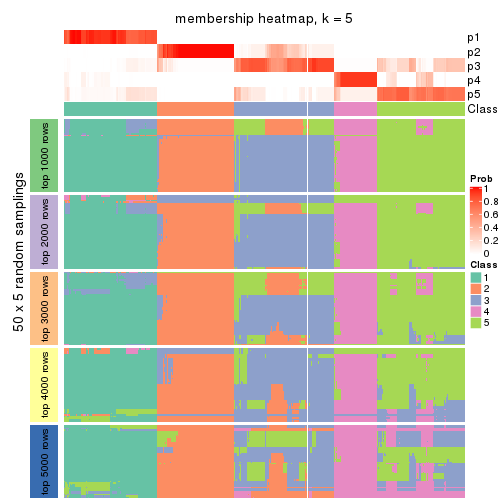 membership heatmap, k = 5
p1
p2
p3
p4
p5
Class
50 x 5 random samplings
top 1000 rows
top 2000 rows
top 3000 rows
top 4000 rows
top 5000 rows
Prob
1
0.8
0.6
0.4
0.2
0
Class
1
2
3
4
5